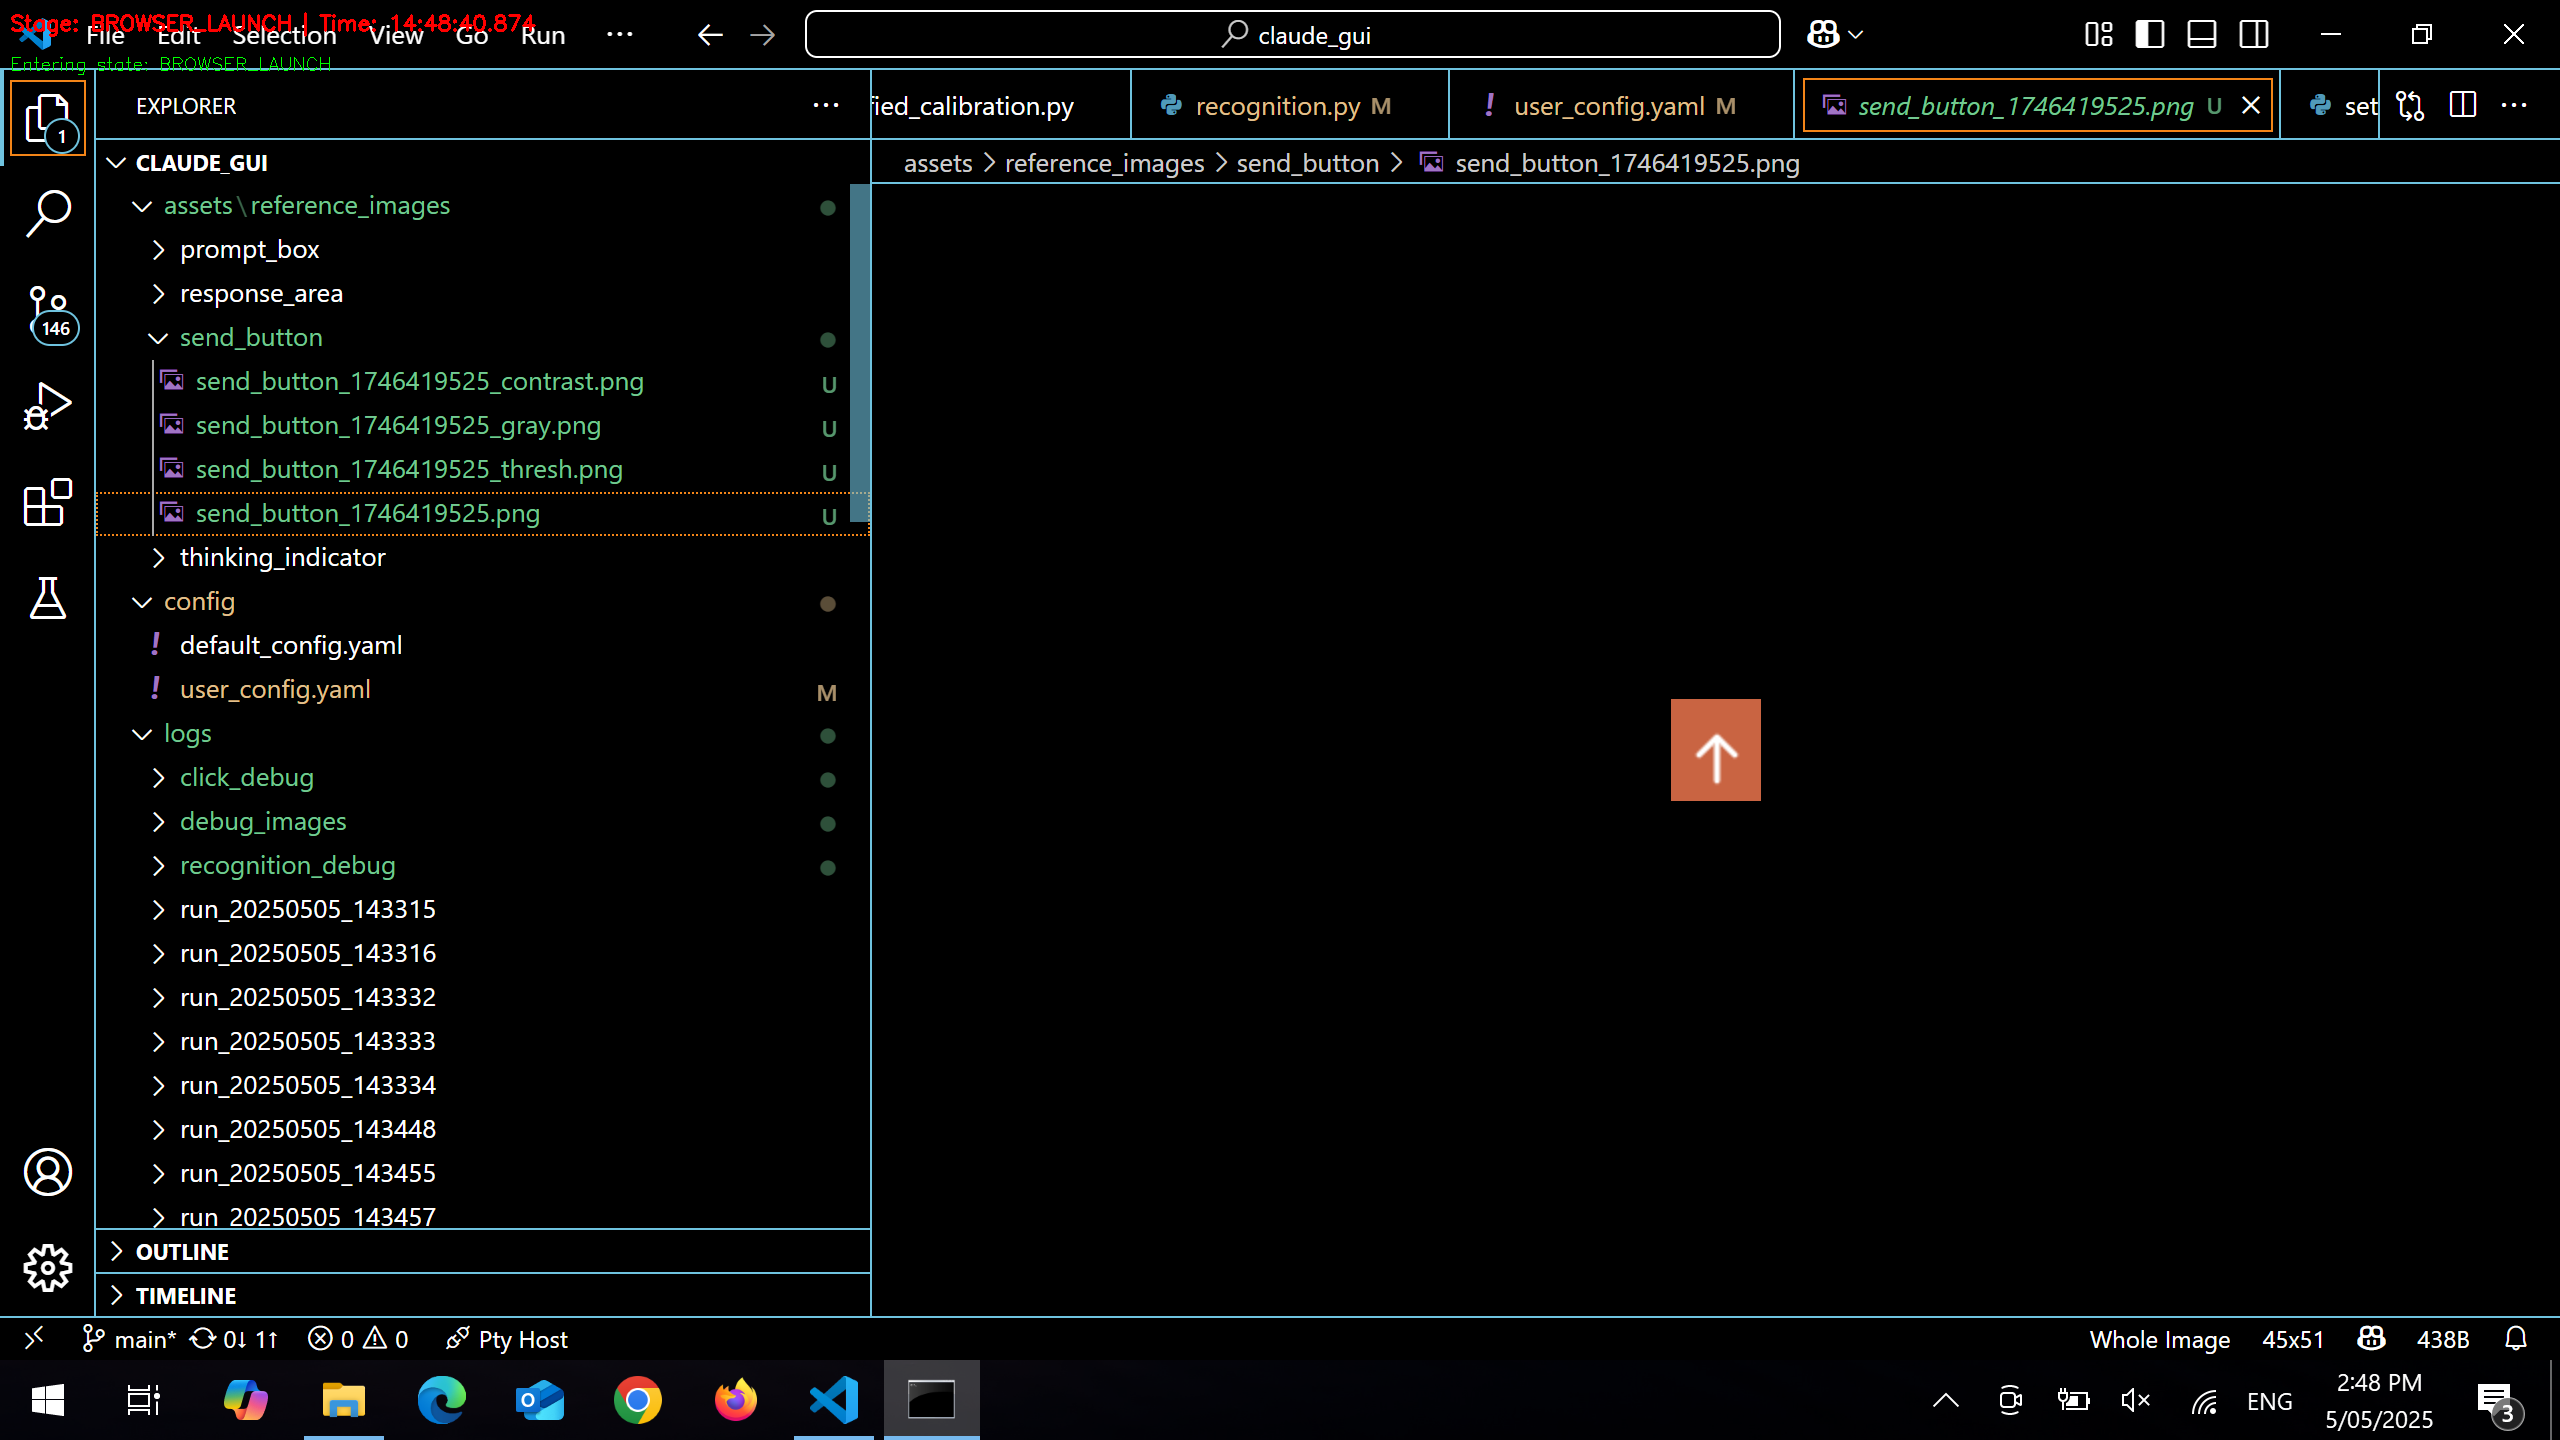 Stage: BROWSER_LAUNCH | Time: 14:48:40.874
File Edit Selection View Go Run ···
claude_gui
Entering state: BROWSER_LAUNCH
1
146
EXPLORER
CLAUDE_GUI
assets\reference_images
prompt_box
response_area
send_button
send_button_1746419525_contrast.png U
send_button_1746419525_gray.png U
send_button_1746419525_thresh.png U
send_button_1746419525.png U
thinking_indicator
config
! default_config.yaml
! user_config.yaml M
logs
click_debug
debug_images
recognition_debug
run_20250505_143315
run_20250505_143316
run_20250505_143332
run_20250505_143333
run_20250505_143334
run_20250505_143448
run_20250505_143455
run_20250505_143457
OUTLINE
TIMELINE
fied_calibration.py
recognition.py M
! user_config.yaml M
send_button_1746419525.png U
set
assets > reference_images > send_button > send_button_1746419525.png
main* 0↓ 1↑ 0 0 Pty Host
Whole Image 45x51 438B
ENG
2:48 PM
5/05/2025
3